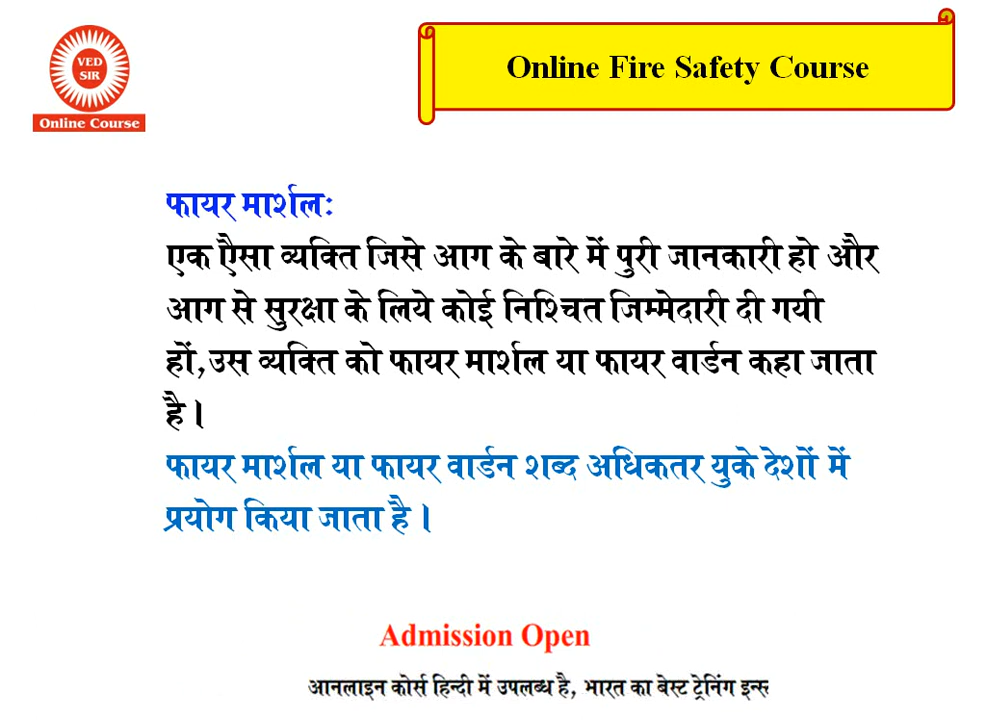 VED
SIR
Online Course
Online Fire Safety Course
फायर मार्शलः
एक ऐसा व्यक्ति जिसे आग के बारे में पुरी जानकारी हो और
आग से सुरक्षा के लिये कोई निश्चित जिम्मेदारी दी गयी
हों,उस व्यक्ति को फायर मार्शल या फायर वार्डन कहा जाता
है।
फायर मार्शल या फायर वार्डन शब्द अधिकतर युके देशों में
प्रयोग किया जाता है।
Admission Open
आनलाइन कोर्स हिन्दी में उपलब्ध है, भारत का बेस्ट ट्रेनिंग